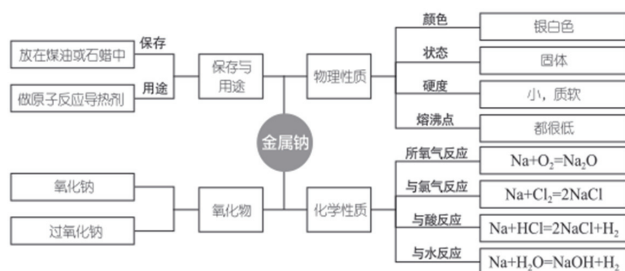 放在煤油或石蜡中
保存
做原子反应导热剂
用途
保存与
用途
金属钠
氧化钠
过氧化钠
氧化物
物理性质
颜色
银白色
状态
固体
硬度
小，质软
熔沸点
都很低
化学性质
所氧气反应
Na+O₂=Na₂O
与氯气反应
Na+Cl₂=2NaCl
与酸反应
Na+HCl=2NaCl+H₂
与水反应
Na+H₂O=NaOH+H₂